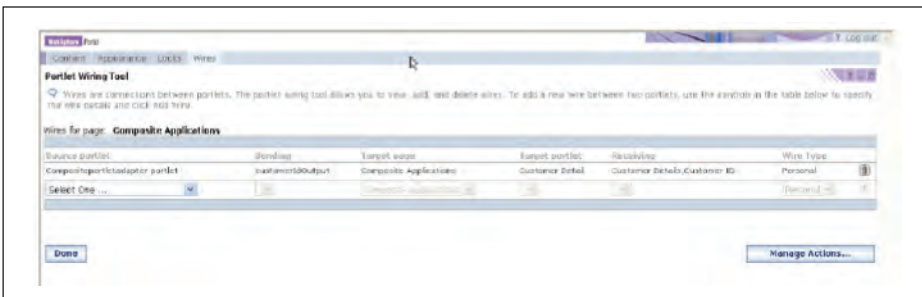 WebSphere Portal
Log out
Content Appearance Locks Wires
Portlet Wiring Tool
Wires are connections between portlets. The portlet wiring tool allows you to view, add, and delete wires. To add a new wire between two portlets, use the controls in the table below to specify
the wire details and click Add Wire.
Wires for page: Composite Applications
Source portlet Sending Target page Target portlet Receiving Wire Type
Compositeportletadapter portlet customerIdOutput Composite Applications Customer Detail Customer Details,Customer ID Personal
Select One ... Composite Applications Personal
Done Manage Actions...